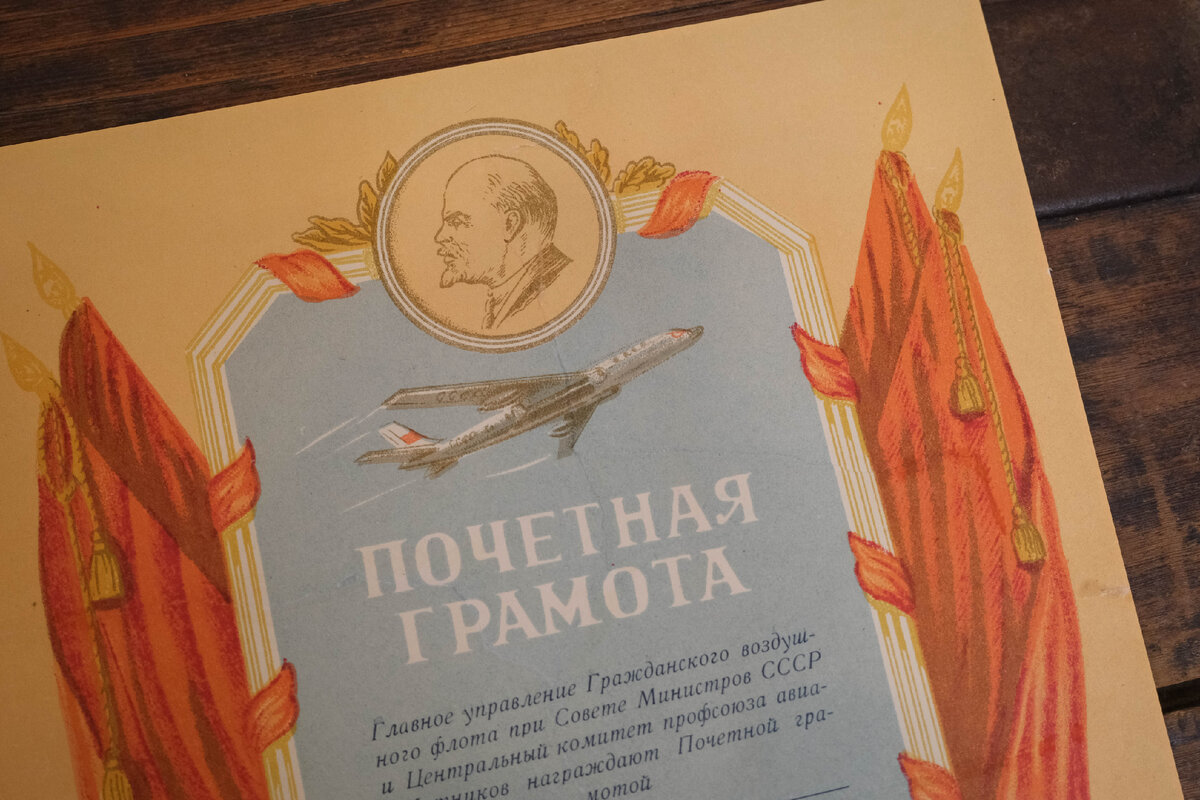 СССР
ПОЧЕТНАЯ
ГРАМОТА
Главное управление Гражданского воздуш-
ного флота при Совете Министров СССР
и Центральный комитет профсоюза авиа-
награждают Почетной гра-
мотой